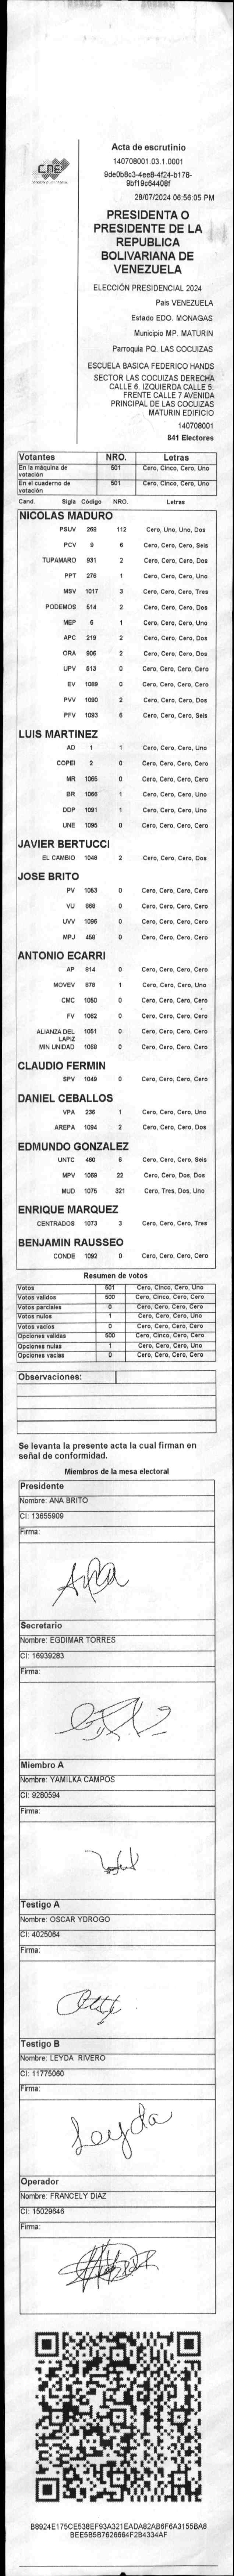 CNE
Acta de escrutinio
140708001.03.1.0001
9de0b8c3-4ee8-4f24-b178-
9bf19c64408f
28/07/2024 06:56:05 PM
PRESIDENTA O
PRESIDENTE DE LA
REPUBLICA
BOLIVARIANA DE
VENEZUELA
ELECCIÓN PRESIDENCIAL 2024
Pais VENEZUELA
Estado EDO. MONAGAS
Municipio MP. MATURIN
Parroquia PQ. LAS COCUIZAS
ESCUELA BASICA FEDERICO HANDS
SECTOR LAS COCUIZAS DERECHA
CALLE 6. IZQUIERDA CALLE 5.
FRENTE CALLE 7 AVENIDA
PRINCIPAL DE LAS COCUIZAS
MATURIN EDIFICIO
140708001
841 Electores
Votantes NRO. Letras
En la máquina de votación 501 Cero, Cinco, Cero, Uno
En el cuaderno de votación 501 Cero, Cinco, Cero, Uno
Cand. Sigla Código NRO. Letras
NICOLAS MADURO
PSUV 269 112 Cero, Uno, Uno, Dos
PCV 9 6 Cero, Cero, Cero, Seis
TUPAMARO 931 2 Cero, Cero, Cero, Dos
PPT 276 1 Cero, Cero, Cero, Uno
MSV 1017 3 Cero, Cero, Cero, Tres
PODEMOS 514 2 Cero, Cero, Cero, Dos
MEP 6 1 Cero, Cero, Cero, Uno
APC 219 2 Cero, Cero, Cero, Dos
ORA 906 2 Cero, Cero, Cero, Dos
UPV 513 0 Cero, Cero, Cero, Cero
EV 1089 0 Cero, Cero, Cero, Cero
PVV 1090 2 Cero, Cero, Cero, Dos
PFV 1093 6 Cero, Cero, Cero, Seis
LUIS MARTINEZ
AD 1 1 Cero, Cero, Cero, Uno
COPEI 2 0 Cero, Cero, Cero, Cero
MR 1065 0 Cero, Cero, Cero, Cero
BR 1066 1 Cero, Cero, Cero, Uno
DDP 1091 1 Cero, Cero, Cero, Uno
UNE 1095 0 Cero, Cero, Cero, Cero
JAVIER BERTUCCI
EL CAMBIO 1048 2 Cero, Cero, Cero, Dos
JOSE BRITO
PV 1053 0 Cero, Cero, Cero, Cero
VU 969 0 Cero, Cero, Cero, Cero
UVV 1096 0 Cero, Cero, Cero, Cero
MPJ 459 0 Cero, Cero, Cero, Cero
ANTONIO ECARRI
AP 914 0 Cero, Cero, Cero, Cero
MOVEV 978 1 Cero, Cero, Cero, Uno
CMC 1050 0 Cero, Cero, Cero, Cero
FV 1062 0 Cero, Cero, Cero, Cero
ALIANZA DEL LAPIZ 1051 0 Cero, Cero, Cero, Cero
MIN UNIDAD 1068 0 Cero, Cero, Cero, Cero
CLAUDIO FERMIN
SPV 1049 0 Cero, Cero, Cero, Cero
DANIEL CEBALLOS
VPA 236 1 Cero, Cero, Cero, Uno
AREPA 1094 2 Cero, Cero, Cero, Dos
EDMUNDO GONZALEZ
UNTC 460 6 Cero, Cero, Cero, Seis
MPV 1069 22 Cero, Cero, Dos, Dos
MUD 1075 321 Cero, Tres, Dos, Uno
ENRIQUE MARQUEZ
CENTRADOS 1073 3 Cero, Cero, Cero, Tres
BENJAMIN RAUSSEO
CONDE 1092 0 Cero, Cero, Cero, Cero
Resumen de votos
Votos 501 Cero, Cinco, Cero, Uno
Votos validos 500 Cero, Cinco, Cero, Cero
Votos parciales 0 Cero, Cero, Cero, Cero
Votos nulos 1 Cero, Cero, Cero, Uno
Votos vacios 0 Cero, Cero, Cero, Cero
Opciones validas 500 Cero, Cinco, Cero, Cero
Opciones nulas 1 Cero, Cero, Cero, Uno
Opciones vacias 0 Cero, Cero, Cero, Cero
Observaciones:
Se levanta la presente acta la cual firman en
señal de conformidad.
Miembros de la mesa electoral
Presidente
Nombre: ANA BRITO
CI: 13655909
Firma:
Secretario
Nombre: EGDIMAR TORRES
CI: 16939283
Firma:
Miembro A
Nombre: YAMILKA CAMPOS
CI: 9280594
Firma:
Testigo A
Nombre: OSCAR YDROGO
CI: 4025064
Firma:
Testigo B
Nombre: LEYDA RIVERO
CI: 11775060
Firma:
Leyda
Operador
Nombre: FRANCELY DIAZ
CI: 15029646
Firma:
B8924E175CE538EF93A321EADA82AB6F6A3155BA8
BEE5B5B7626664F2B4334AF